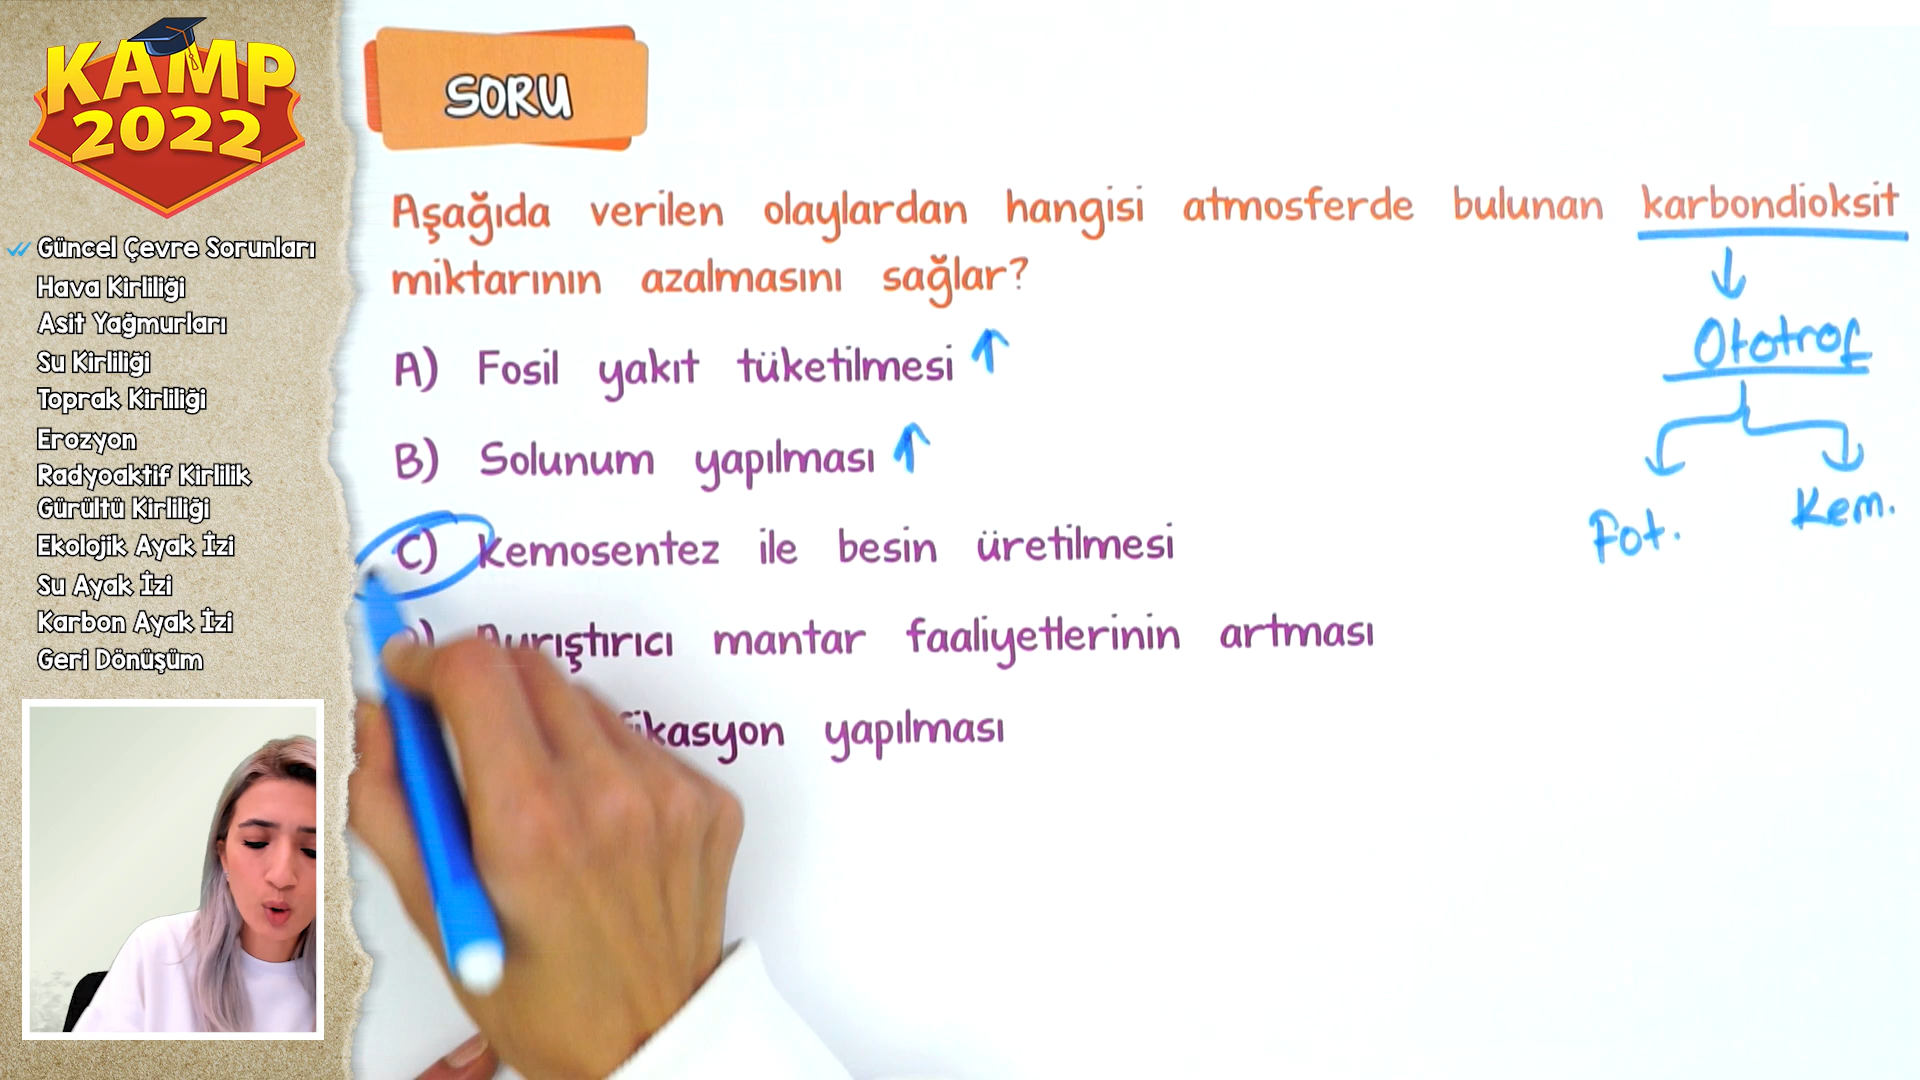 KAMP
2022
Güncel Çevre Sorunları
Hava Kirliliği
Asit Yağmurları
Su Kirliliği
Toprak Kirliliği
Erozyon
Radyoaktif Kirlilik
Gürültü Kirliliği
Ekolojik Ayak İzi
Su Ayak İzi
Karbon Ayak İzi
Geri Dönüşüm
SORU
Aşağıda verilen olaylardan hangisi atmosferde bulunan karbondioksit
miktarının azalmasını sağlar?
A) Fosil yakıt tüketilmesi
B) Solunum yapılması
C) Kemosentez ile besin üretilmesi
mantar faaliyetlerinin artması
yapılması
Ototrof
Fot. Kem.